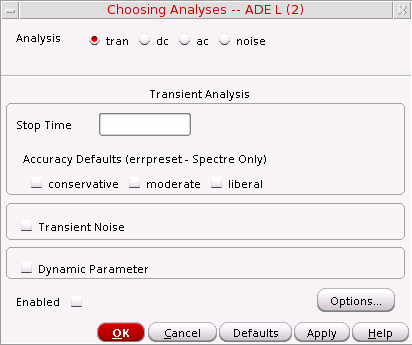 Choosing Analyses -- ADE L (2)
Analysis tran dc ac noise
Transient Analysis
Stop Time
Accuracy Defaults (errpreset - Spectre Only)
conservative moderate liberal
Transient Noise
Dynamic Parameter
Enabled Options...
OK Cancel Defaults Apply Help